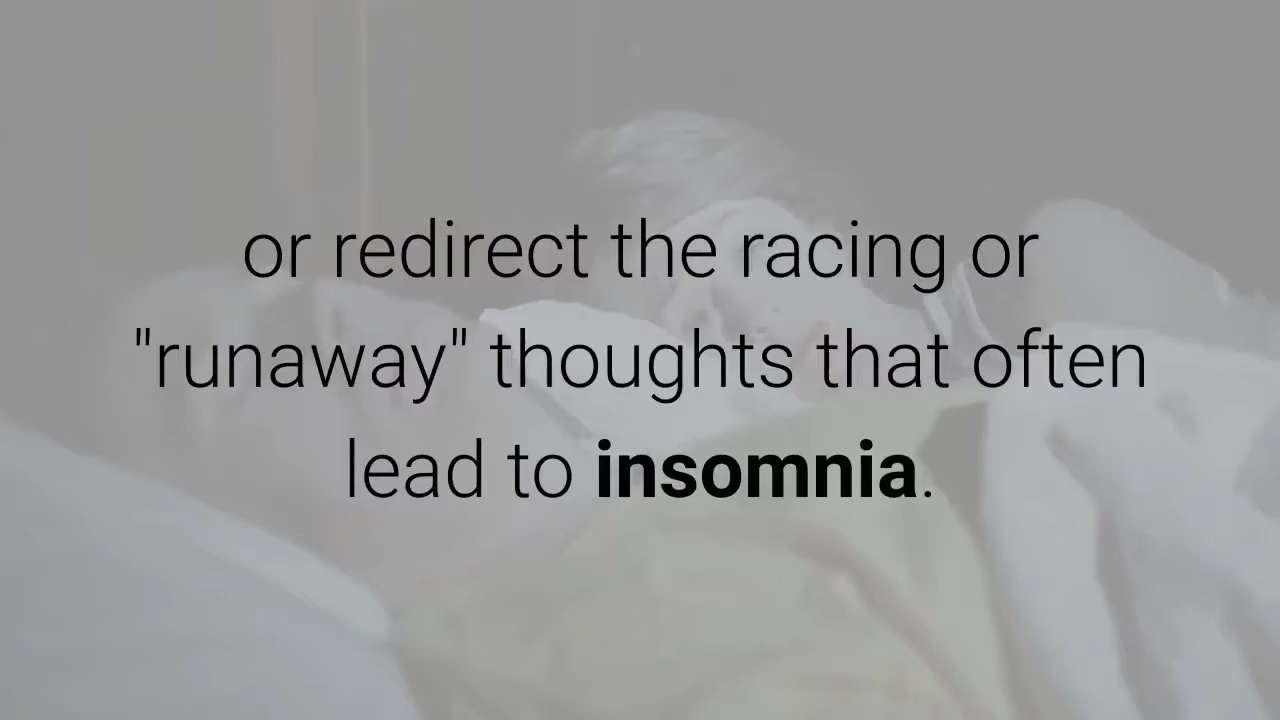 or redirect the racing or
"runaway" thoughts that often
lead to insomnia.